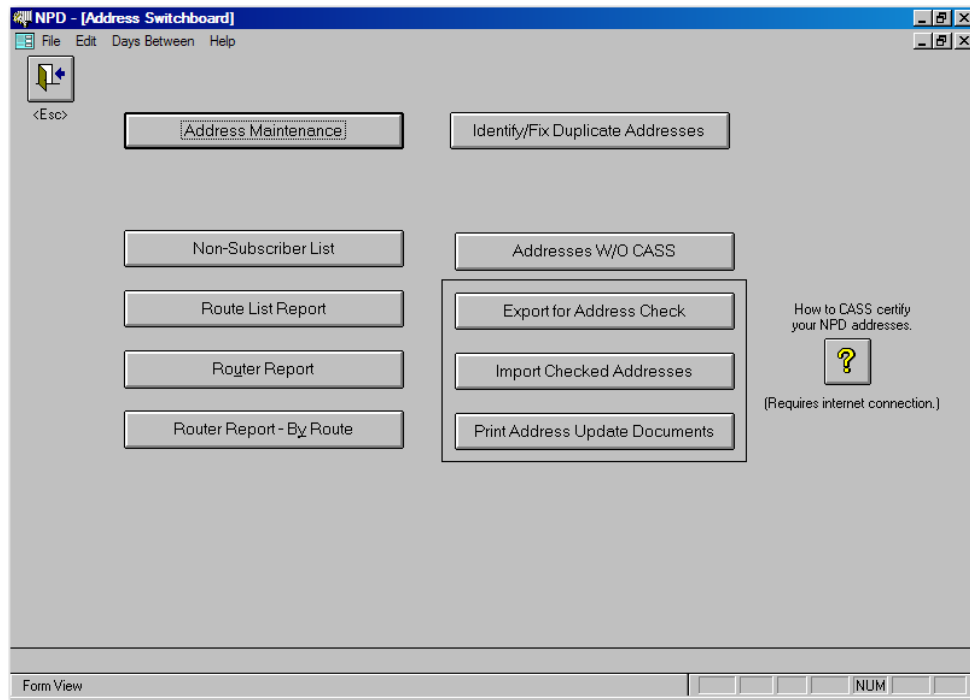 NPD - [Address Switchboard]
File Edit Days Between Help
<Esc>
Address Maintenance
Identify/Fix Duplicate Addresses
Non-Subscriber List
Addresses W/O CASS
Route List Report
Export for Address Check
How to CASS certify
your NPD addresses.
Router Report
Import Checked Addresses
?
(Requires internet connection.)
Router Report - By Route
Print Address Update Documents
Form View
NUM